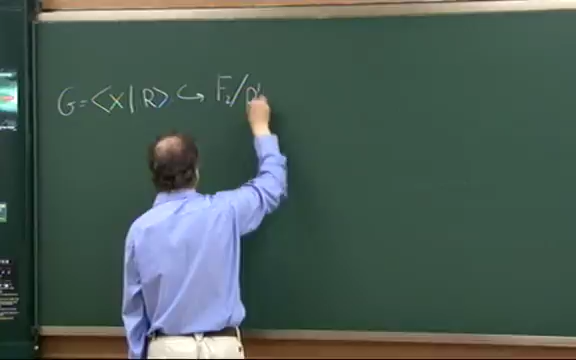 G = ⟨X | R⟩ ↪ F₂/R'